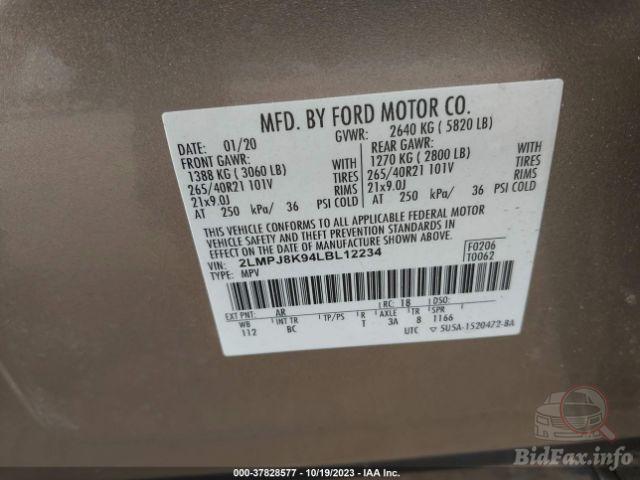 MFD. BY FORD MOTOR CO.
DATE: 01/20 GVWR: 2640 KG ( 5820 LB)
FRONT GAWR: REAR GAWR:
1388 KG ( 3060 LB) WITH 1270 KG ( 2800 LB) WITH
265/40R21 101V TIRES 265/40R21 101V TIRES
21x9.0J RIMS 21x9.0J RIMS
AT 250 kPa/ 36 PSI COLD AT 250 kPa/ 36 PSI COLD
THIS VEHICLE CONFORMS TO ALL APPLICABLE FEDERAL MOTOR
VEHICLE SAFETY AND THEFT PREVENTION STANDARDS IN
EFFECT ON THE DATE OF MANUFACTURE SHOWN ABOVE.
VIN: 2LMPJ8K94LBL12234 F0206
TYPE: MPV T0062
EXT PNT: AR RC: 18 DSO:
WB INT TR TP/PS R AXLE TR SPR
112 BC T 3A 8 1166
UTC 5U5A-1520472-BA
BidFax.info
000-37828577 - 10/19/2023 - IAA Inc.